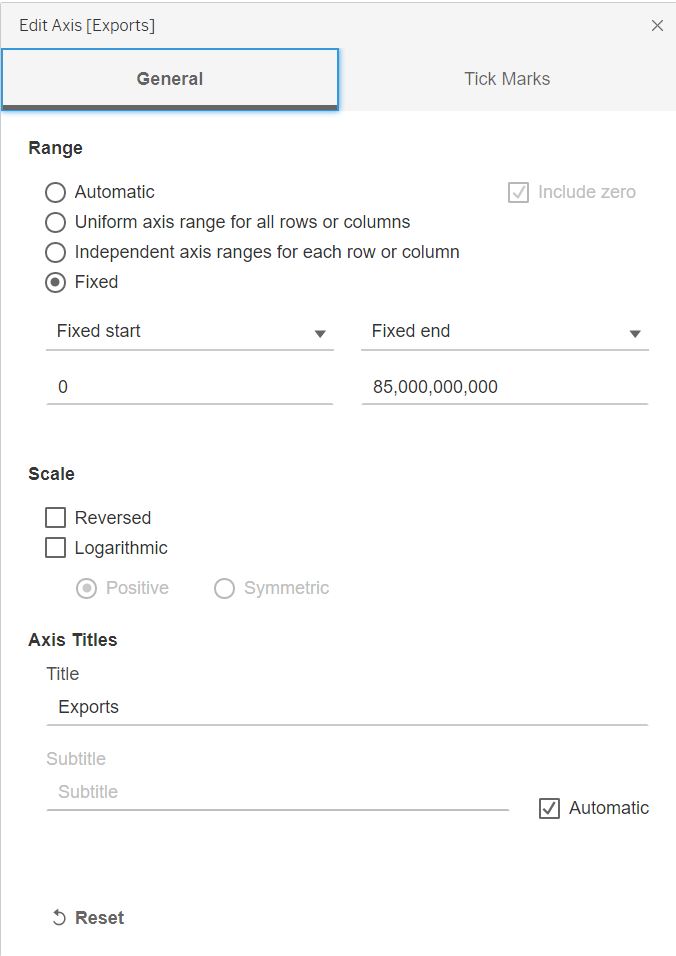 Edit Axis [Exports]
General
Tick Marks
Range
Automatic
Include zero
Uniform axis range for all rows or columns
Independent axis ranges for each row or column
Fixed
Fixed start
Fixed end
0
85,000,000,000
Scale
Reversed
Logarithmic
Positive
Symmetric
Axis Titles
Title
Exports
Subtitle
Subtitle
Automatic
Reset